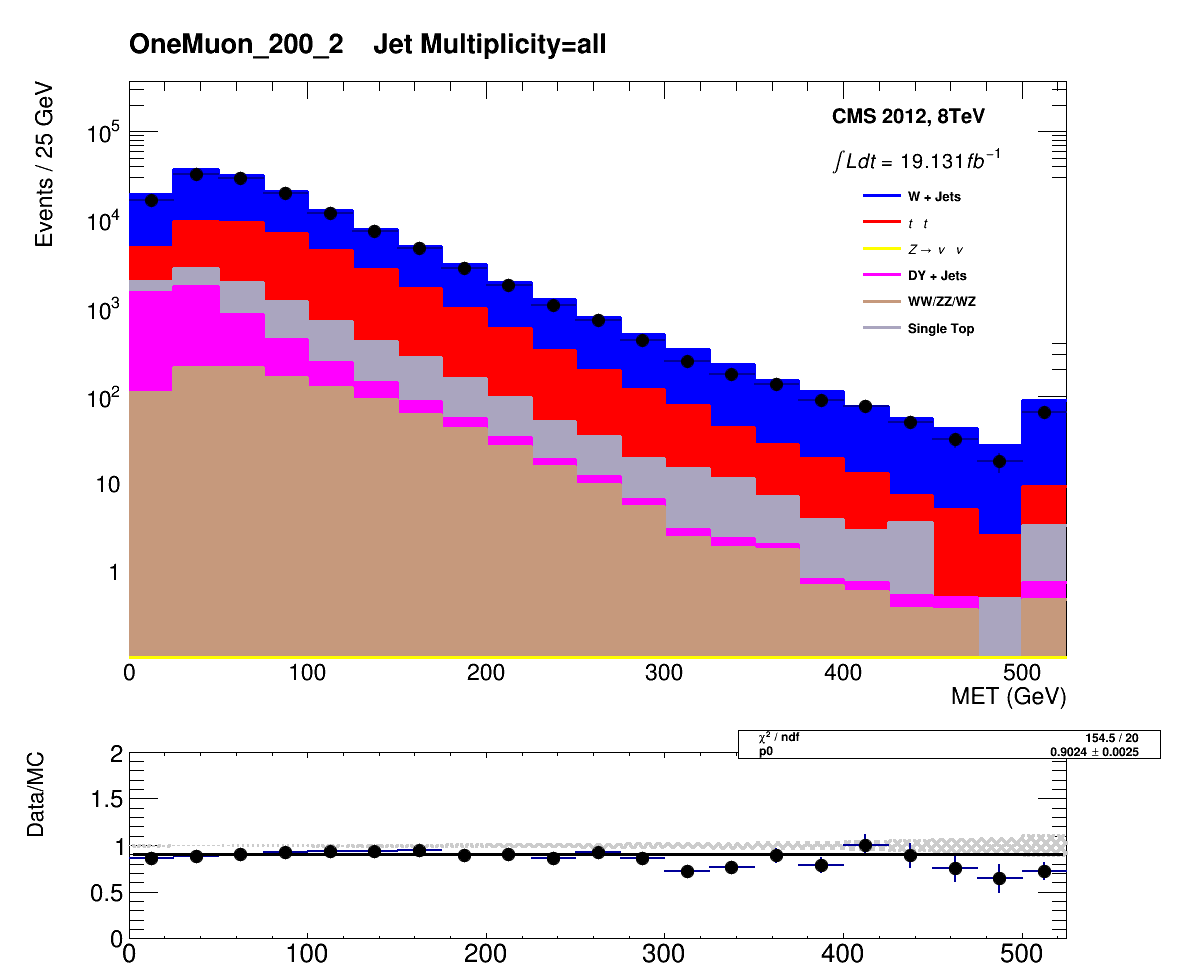 OneMuon_200_2 Jet Multiplicity=all
Events / 25 GeV
CMS 2012, 8TeV
∫Ldt = 19.131fb⁻¹
W + Jets
t t
Z → ν ν
DY + Jets
WW/ZZ/WZ
Single Top
10⁵
10⁴
10³
10²
10
1
0 100 200 300 400 500
MET (GeV)
χ² / ndf 154.5 / 20
p0 0.9024 ± 0.0025
Data/MC
2
1.5
1
0.5
0
0 100 200 300 400 500